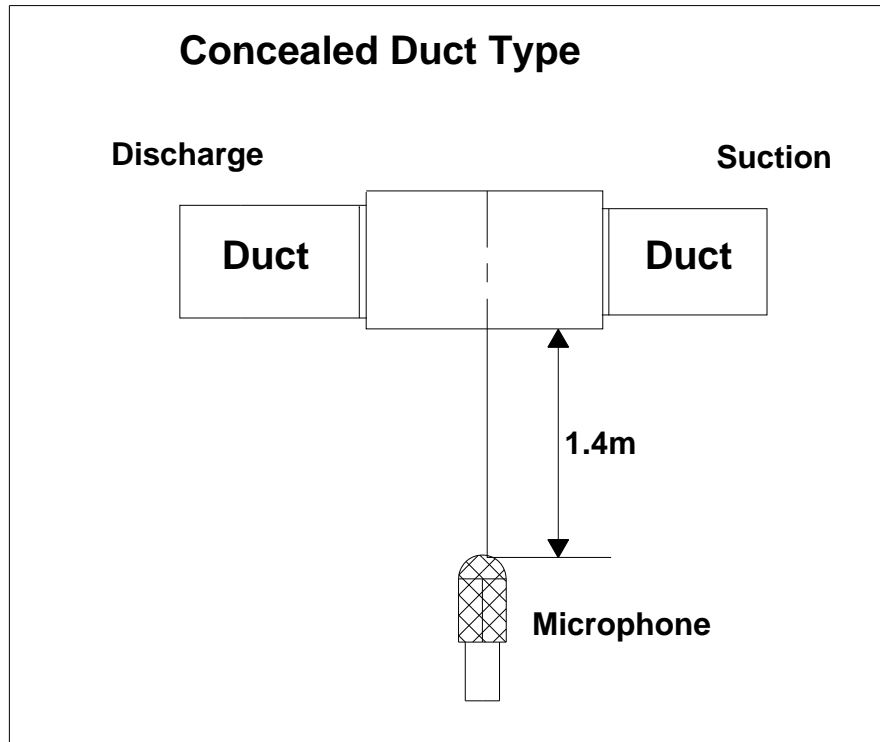 Concealed Duct Type
Discharge
Suction
Duct
Duct
1.4m
Microphone